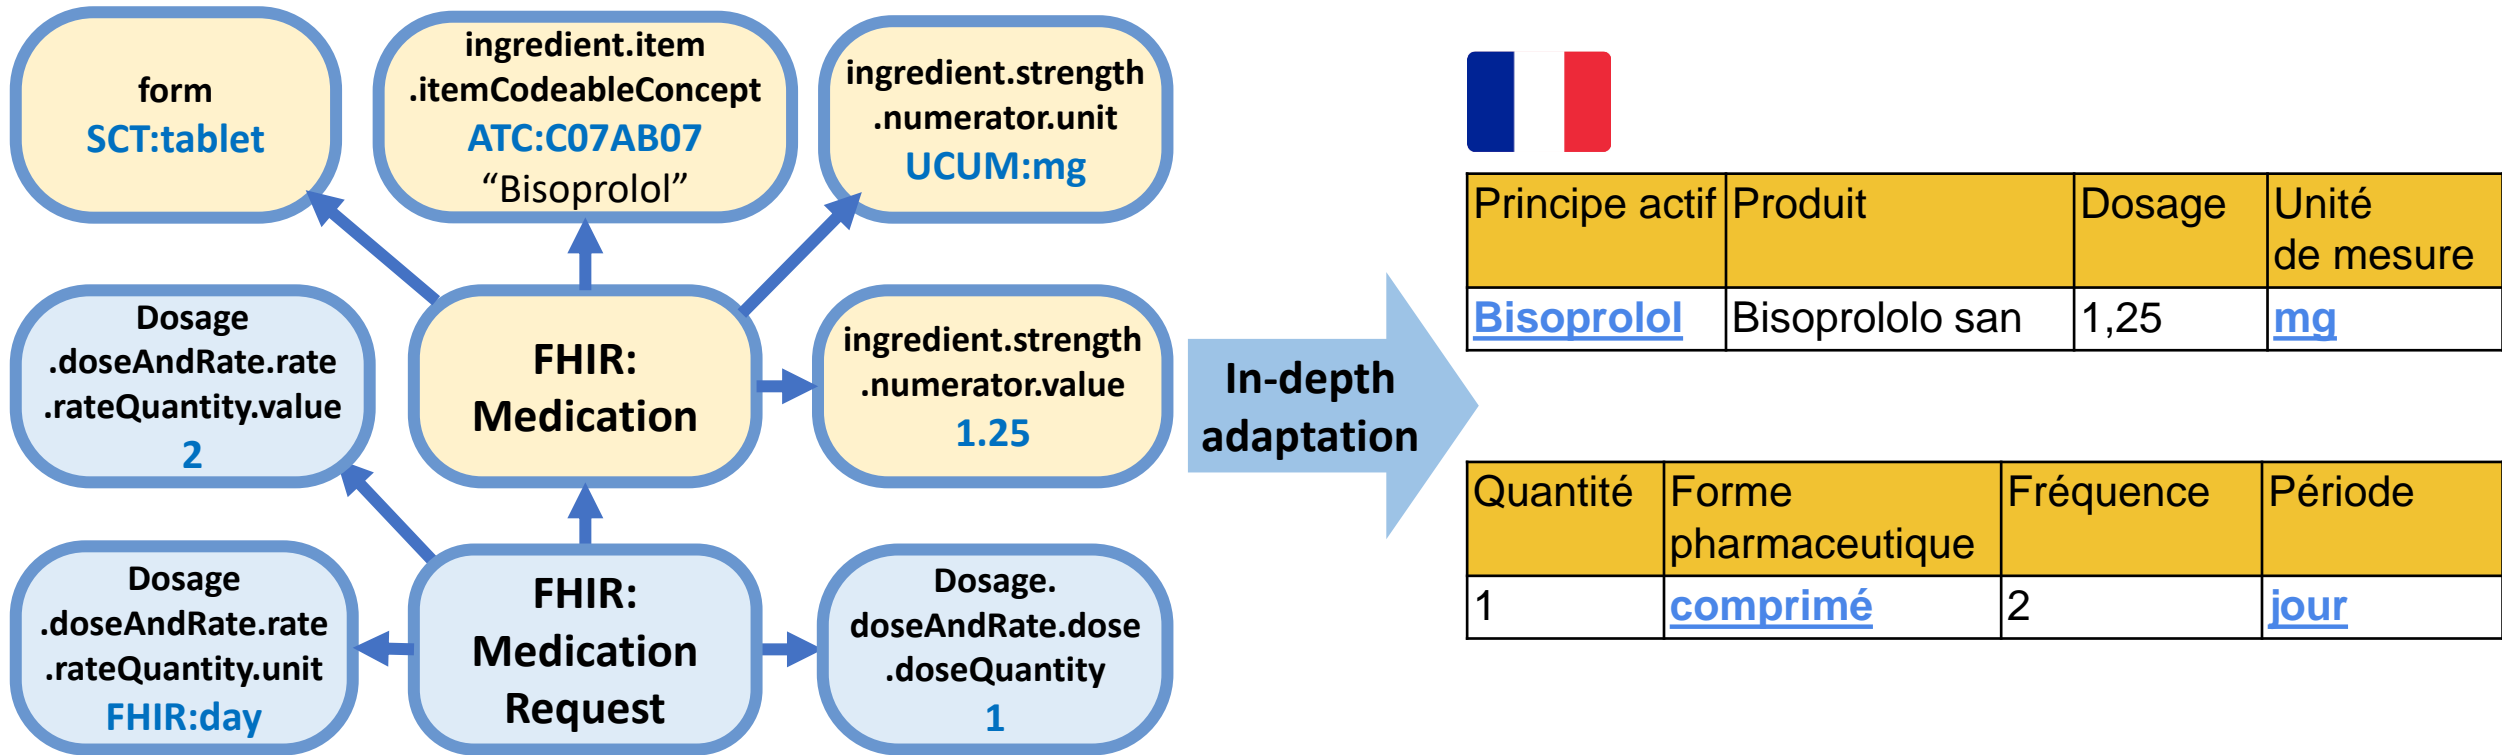 form
SCT:tablet
ingredient.item
.itemCodeableConcept
ATC:C07AB07
“Bisoprolol”
ingredient.strength
.numerator.unit
UCUM:mg
Dosage
.doseAndRate.rate
.rateQuantity.value
2
FHIR:
Medication
ingredient.strength
.numerator.value
1.25
Dosage
.doseAndRate.rate
.rateQuantity.unit
FHIR:day
FHIR:
Medication
Request
Dosage.
doseAndRate.dose
.doseQuantity
1
In-depth
adaptation
Principe actif Produit Dosage Unité
de mesure
Bisoprolol Bisoprololo san 1,25 mg
Quantité Forme Fréquence Période
pharmaceutique
1 comprimé 2 jour